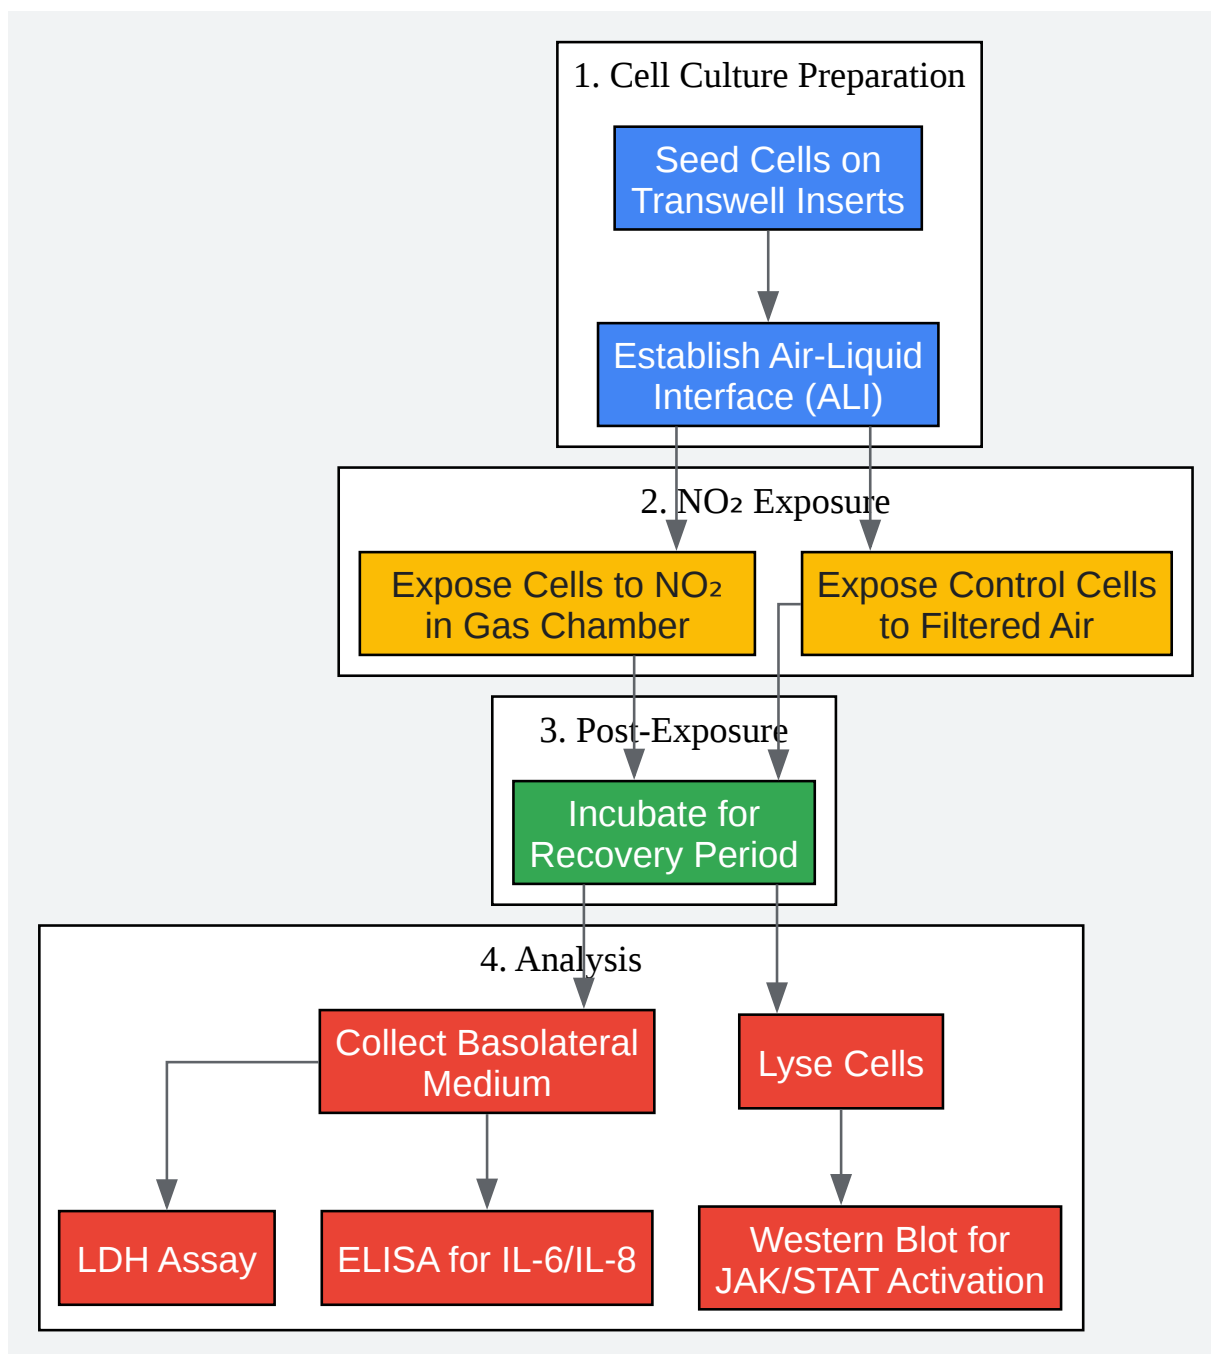 1. Cell Culture Preparation
Seed Cells on
Transwell Inserts
Establish Air-Liquid
Interface (ALI)
2. NO₂ Exposure
Expose Cells to NO₂
in Gas Chamber
Expose Control Cells
to Filtered Air
3. Post-Exposure
Incubate for
Recovery Period
4. Analysis
Collect Basolateral
Medium
Lyse Cells
LDH Assay
ELISA for IL-6/IL-8
Western Blot for
JAK/STAT Activation